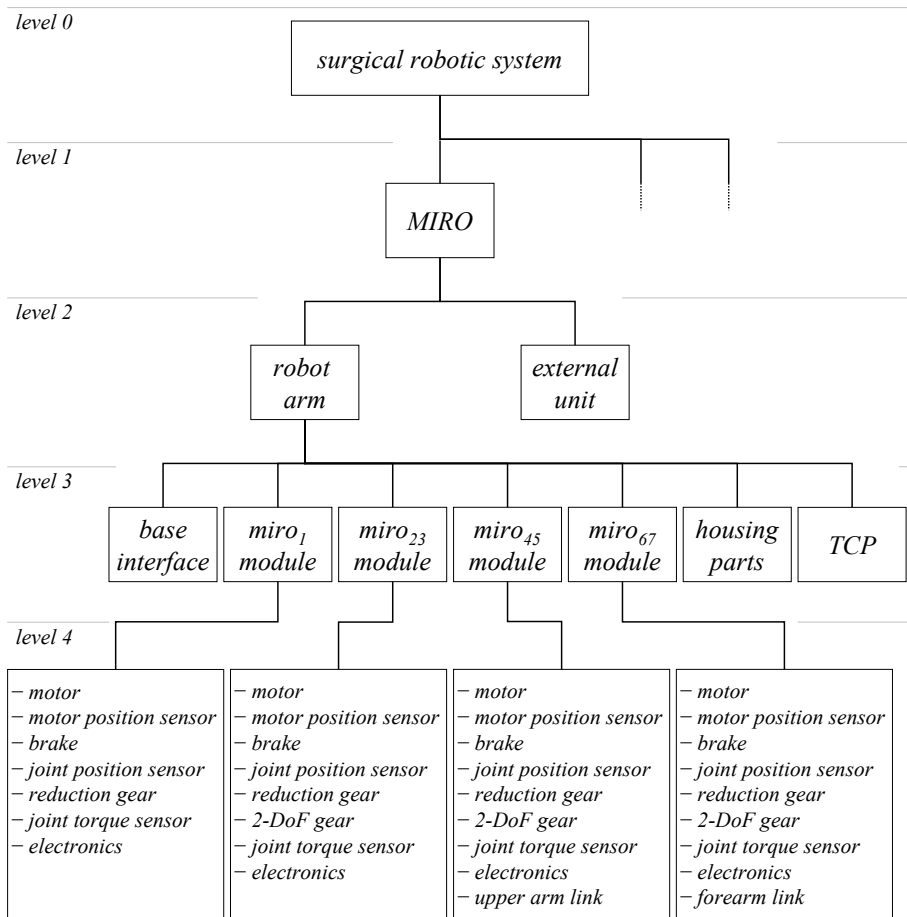 level 0
surgical robotic system
level 1
MIRO
level 2
robot
arm
external
unit
level 3
base
interface
miro₁
module
miro₂₃
module
miro₄₅
module
miro₆₇
module
housing
parts
TCP
level 4
– motor
– motor position sensor
– brake
– joint position sensor
– reduction gear
– joint torque sensor
– electronics
– motor
– motor position sensor
– brake
– joint position sensor
– reduction gear
– 2-DoF gear
– joint torque sensor
– electronics
– motor
– motor position sensor
– brake
– joint position sensor
– reduction gear
– 2-DoF gear
– joint torque sensor
– electronics
– upper arm link
– motor
– motor position sensor
– brake
– joint position sensor
– reduction gear
– 2-DoF gear
– joint torque sensor
– electronics
– forearm link